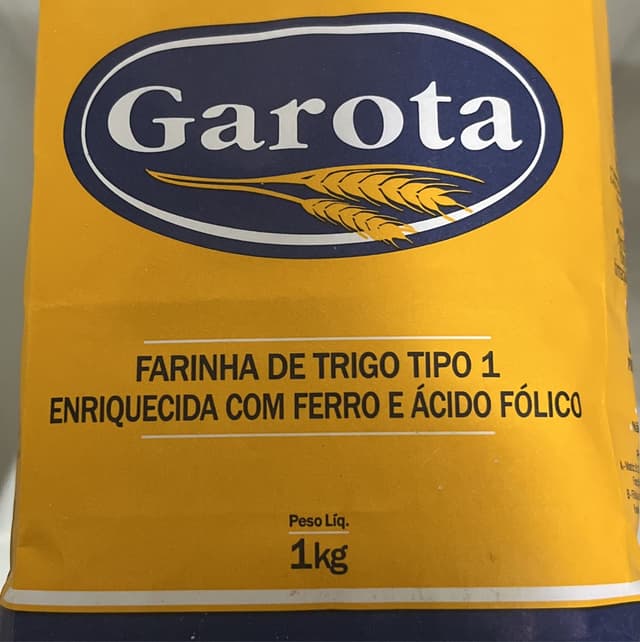 Garota
FARINHA DE TRIGO TIPO 1
ENRIQUECIDA COM FERRO E ÁCIDO FÓLICO
Peso Líq.
1kg